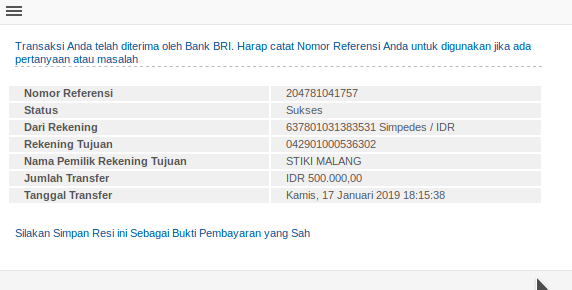 Transaksi Anda telah diterima oleh Bank BRI. Harap catat Nomor Referensi Anda untuk digunakan jika ada
pertanyaan atau masalah
Nomor Referensi 204781041757
Status Sukses
Dari Rekening 637801031383531 Simpedes / IDR
Rekening Tujuan 042901000536302
Nama Pemilik Rekening Tujuan STIKI MALANG
Jumlah Transfer IDR 500.000,00
Tanggal Transfer Kamis, 17 Januari 2019 18:15:38
Silakan Simpan Resi ini Sebagai Bukti Pembayaran yang Sah